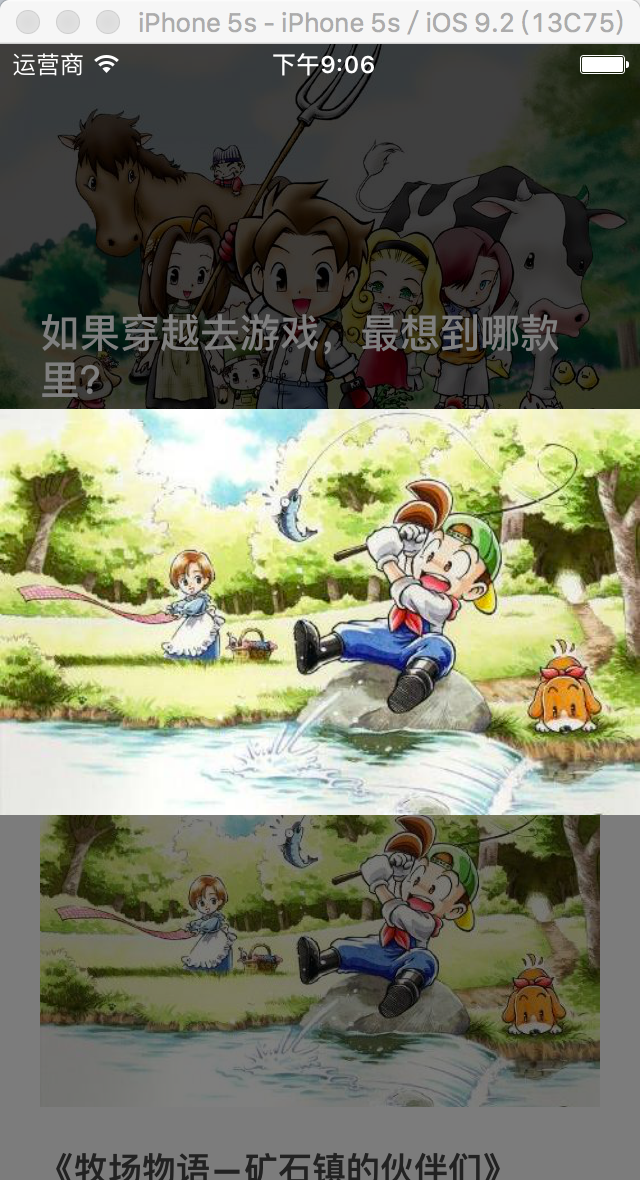 iPhone 5s - iPhone 5s / iOS 9.2 (13C75)
运营商 下午9:06
如果穿越去游戏，最想到哪款
里？
《牧场物语—矿石镇的伙伴们》